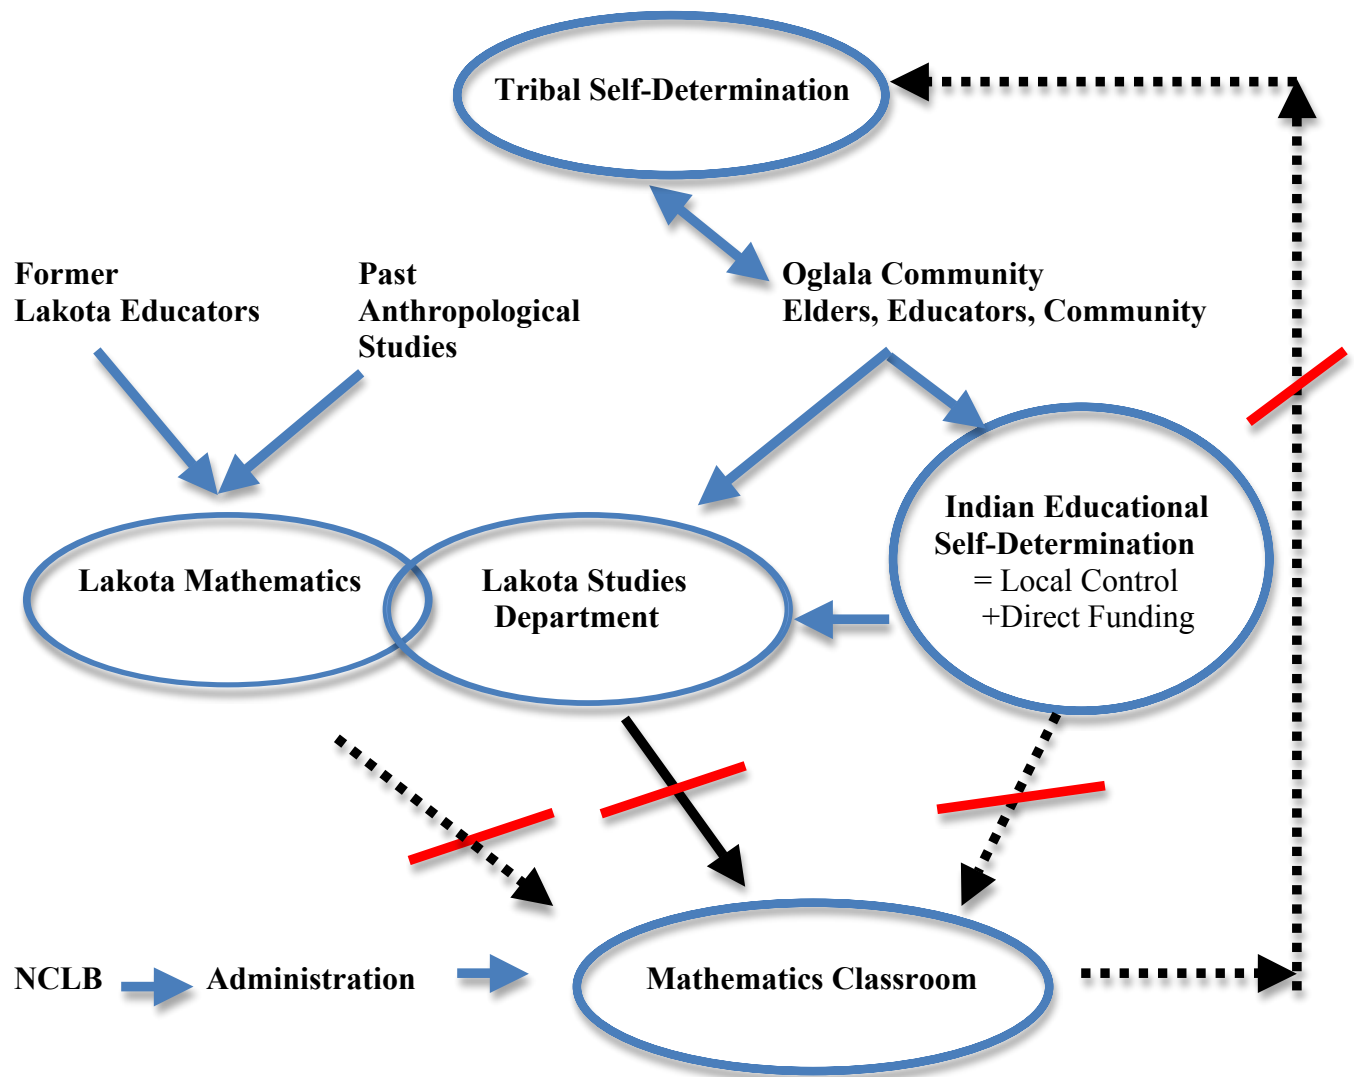 Tribal Self-Determination
Former
Lakota Educators
Past
Anthropological
Studies
Oglala Community
Elders, Educators, Community
Lakota Mathematics
Lakota Studies
Department
Indian Educational
Self-Determination
= Local Control
+Direct Funding
NCLB
Administration
Mathematics Classroom